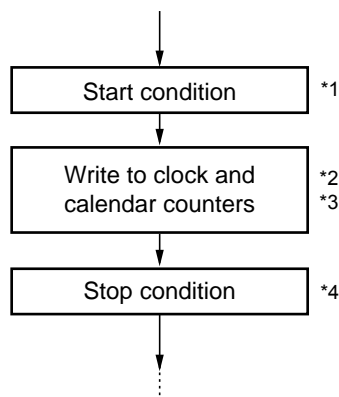 Start condition *1
Write to clock and *2
calendar counters *3
Stop condition *4